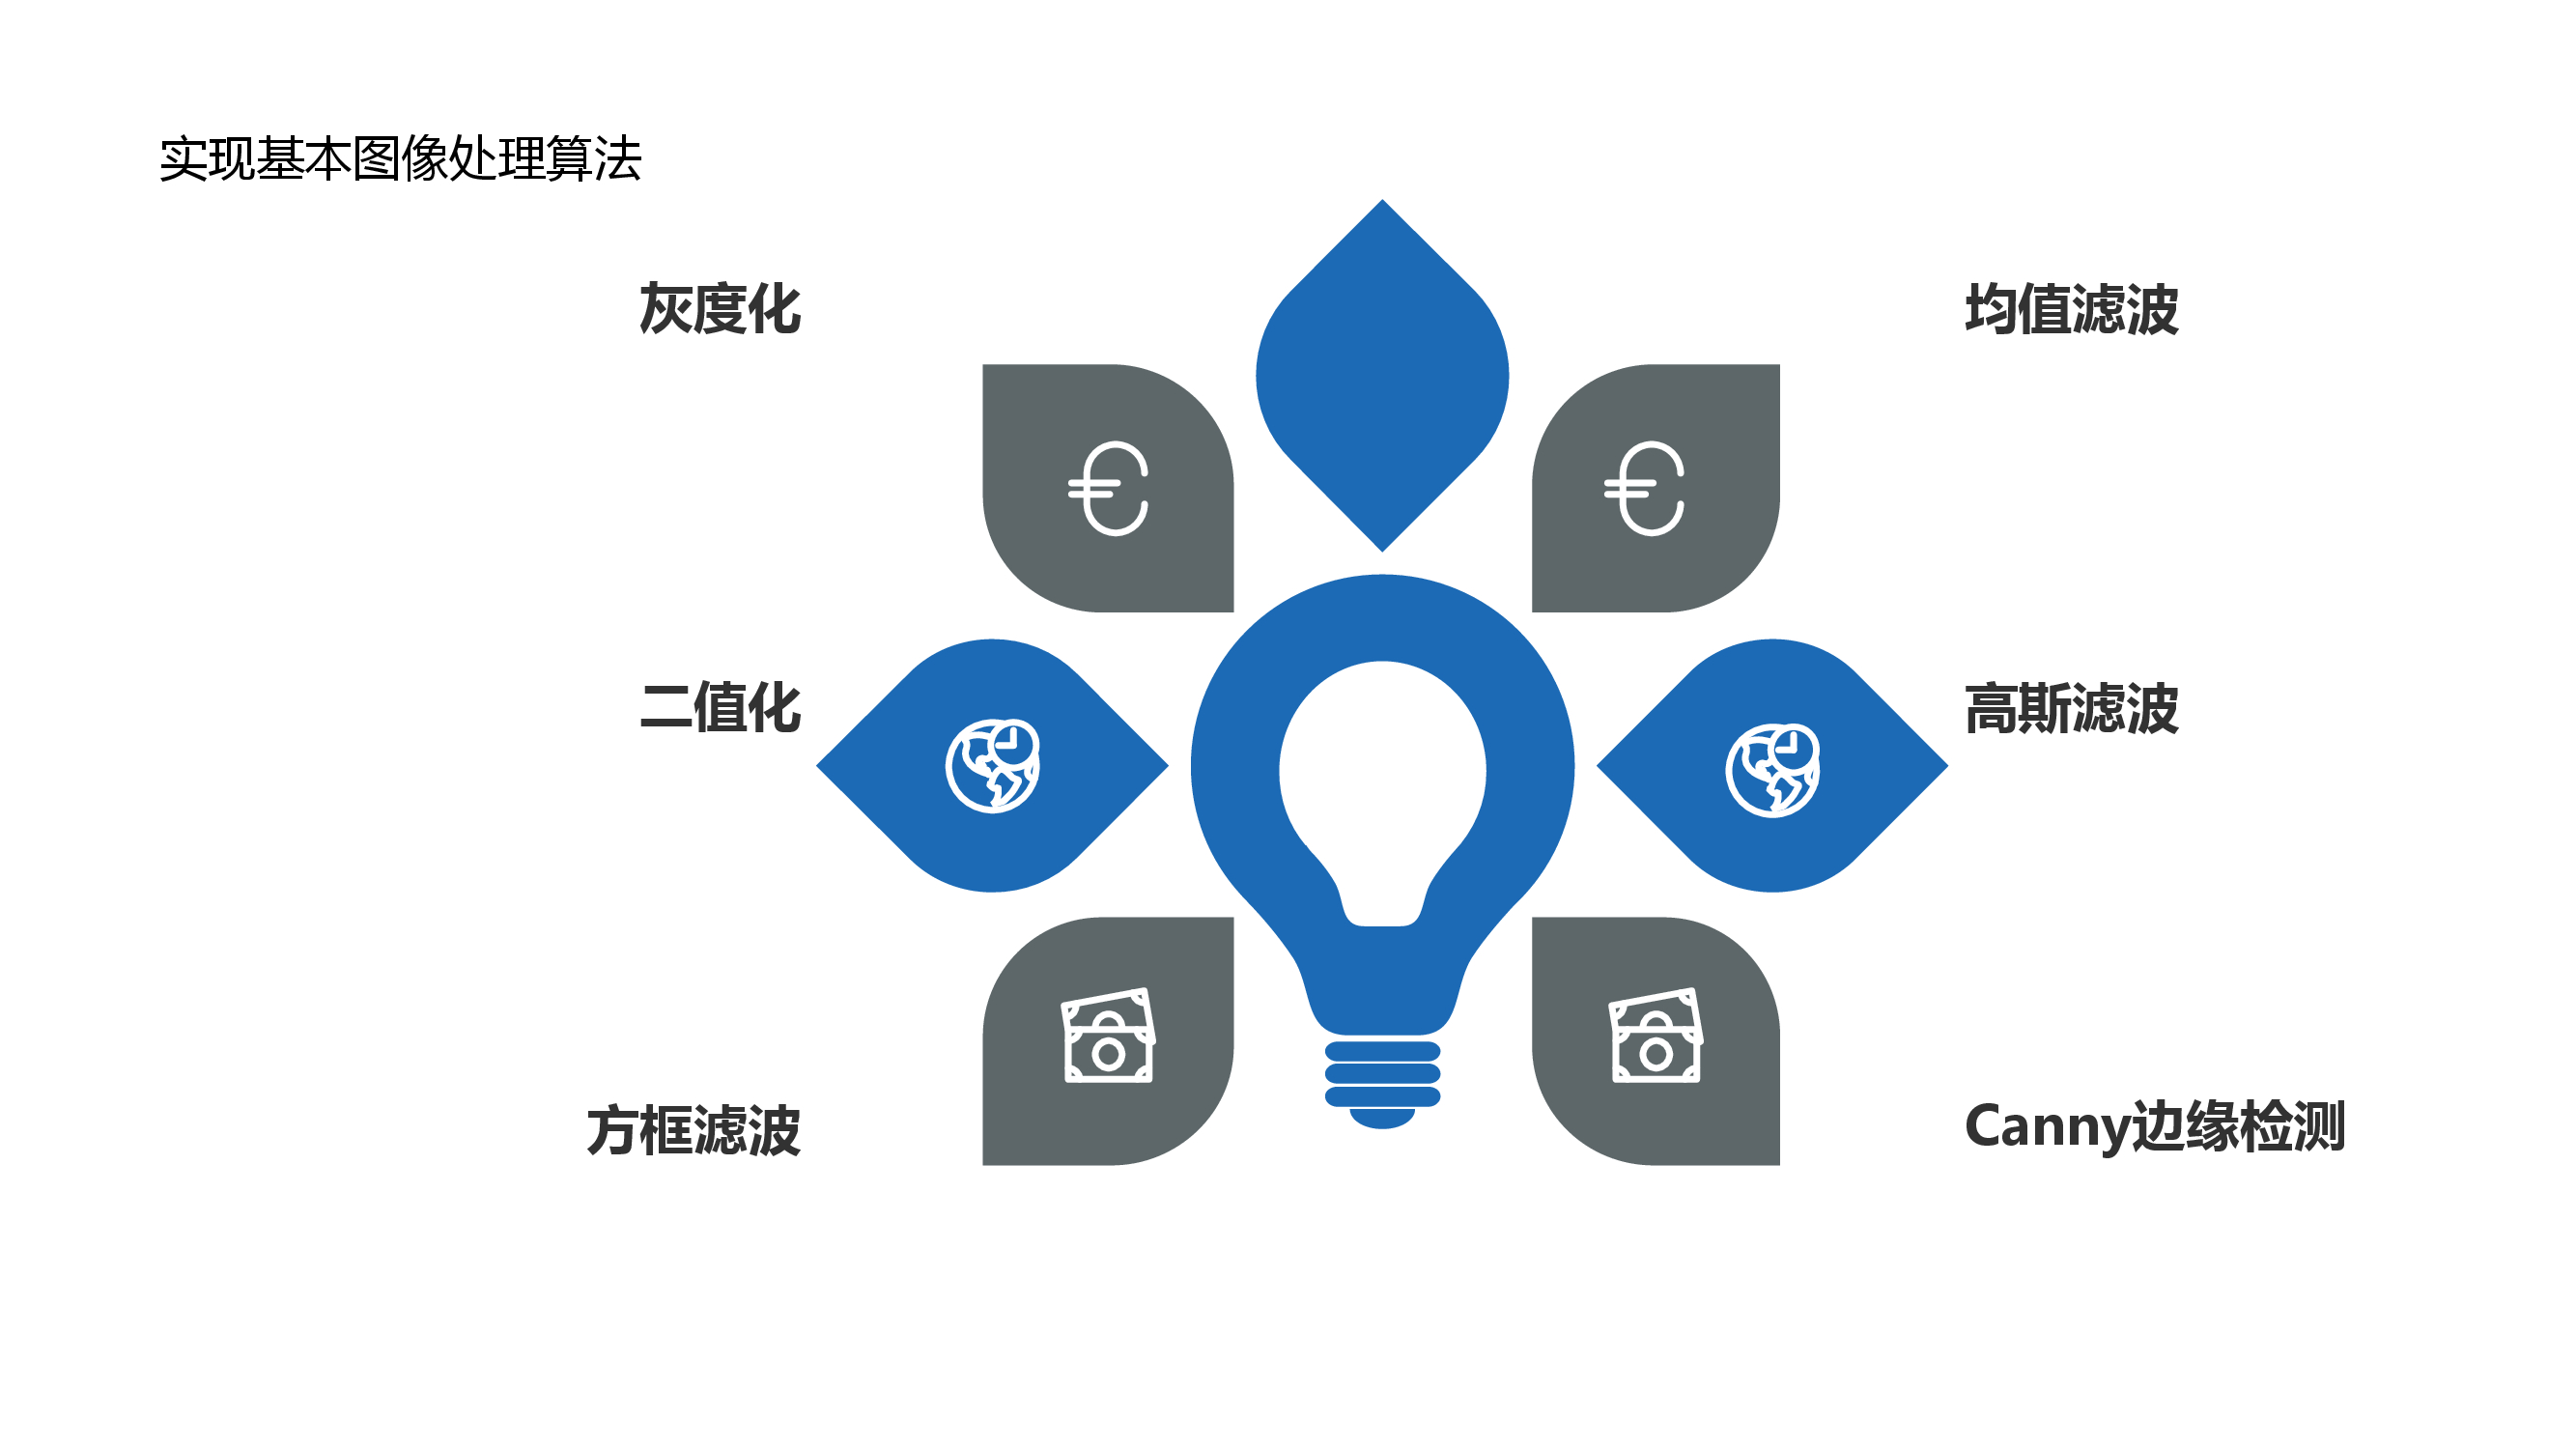 实现基本图像处理算法
灰度化
均值滤波
二值化
高斯滤波
方框滤波
Canny边缘检测